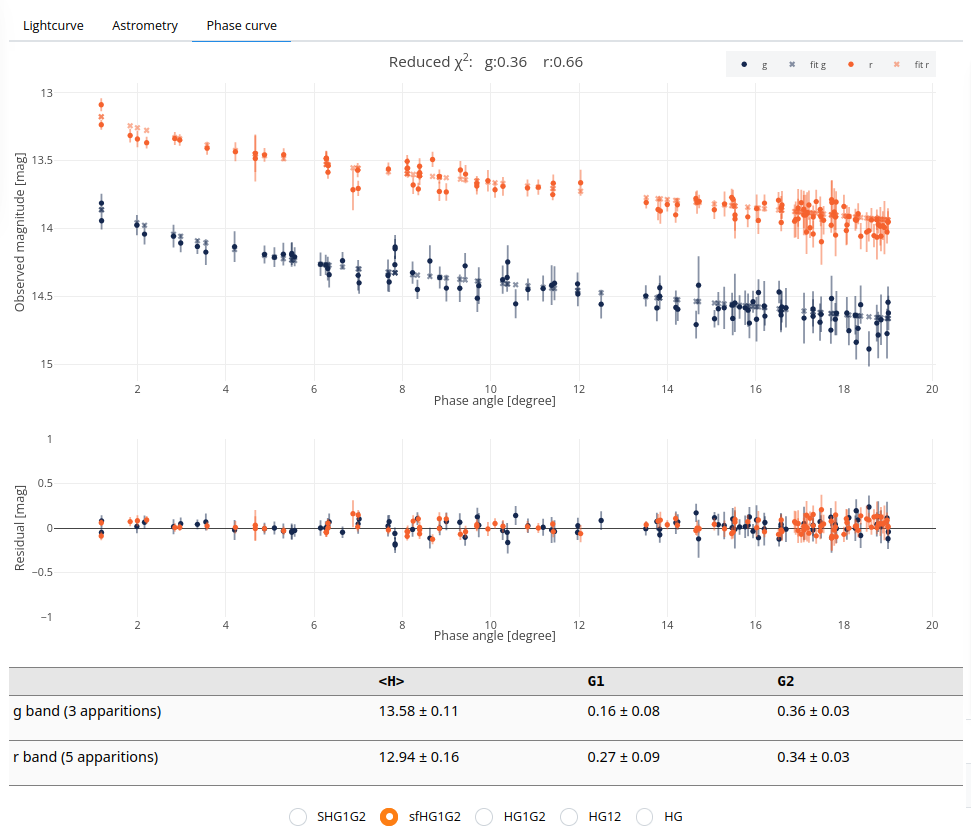 Lightcurve Astrometry Phase curve
Reduced χ²: g:0.36 r:0.66
g fit g r fit r
13
13.5
14
14.5
15
Observed magnitude [mag]
2 4 6 8 10 12 14 16 18 20
Phase angle [degree]
1
0.5
0
−0.5
−1
Residual [mag]
2 4 6 8 10 12 14 16 18 20
Phase angle [degree]
<H> G1 G2
g band (3 apparitions) 13.58 ± 0.11 0.16 ± 0.08 0.36 ± 0.03
r band (5 apparitions) 12.94 ± 0.16 0.27 ± 0.09 0.34 ± 0.03
SHG1G2 sfHG1G2 HG1G2 HG12 HG